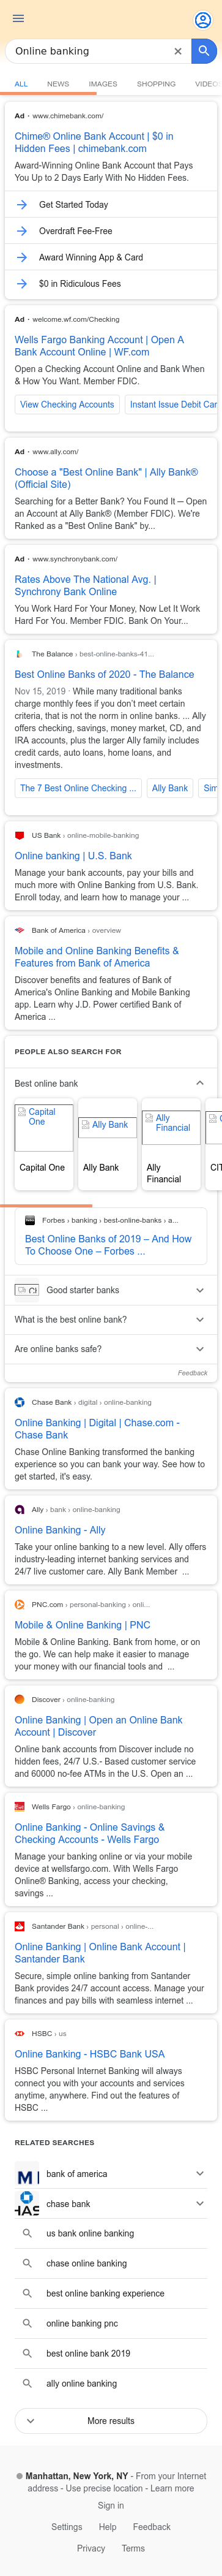 Online banking
ALL NEWS IMAGES SHOPPING VIDEOS
Ad · www.chimebank.com/
Chime® Online Bank Account | $0 in
Hidden Fees | chimebank.com
Award-Winning Online Bank Account that Pays
You Up to 2 Days Early With No Hidden Fees.
Get Started Today
Overdraft Fee-Free
Award Winning App & Card
$0 in Ridiculous Fees
Ad · welcome.wf.com/Checking
Wells Fargo Banking Account | Open A
Bank Account Online | WF.com
Open a Checking Account Online and Bank When
& How You Want. Member FDIC.
View Checking Accounts Instant Issue Debit Car
Ad · www.ally.com/
Choose a "Best Online Bank" | Ally Bank®
(Official Site)
Searching for a Better Bank? You Found It — Open
an Account at Ally Bank® (Member FDIC). We're
Ranked as a "Best Online Bank" by...
Ad · www.synchronybank.com/
Rates Above The National Avg. |
Synchrony Bank Online
You Work Hard For Your Money, Now Let It Work
Hard For You. Member FDIC. Bank On Your...
The Balance › best-online-banks-41...
Best Online Banks of 2020 - The Balance
Nov 15, 2019 · While many traditional banks
charge monthly fees if you don't meet certain
criteria, that is not the norm in online banks. ... Ally
offers checking, savings, money market, CD, and
IRA accounts, plus the larger Ally family includes
credit cards, auto loans, home loans, and
investments.
The 7 Best Online Checking ... Ally Bank Sim
US Bank › online-mobile-banking
Online banking | U.S. Bank
Manage your bank accounts, pay your bills and
much more with Online Banking from U.S. Bank.
Enroll today, and learn how to manage your ...
Bank of America › overview
Mobile and Online Banking Benefits &
Features from Bank of America
Discover benefits and features of Bank of
America's Online Banking and Mobile Banking
app. Learn why J.D. Power certified Bank of
America ...
PEOPLE ALSO SEARCH FOR
Best online bank
Capital
One
Ally Bank
Ally
Financial
Capital One
Ally Bank
Ally
Financial
CIT
Forbes › banking › best-online-banks › a...
Best Online Banks of 2019 – And How
To Choose One – Forbes ...
Good starter banks
What is the best online bank?
Are online banks safe?
Feedback
Chase Bank › digital › online-banking
Online Banking | Digital | Chase.com -
Chase Bank
Chase Online Banking transformed the banking
experience so you can bank your way. See how to
get started, it's easy.
Ally › bank › online-banking
Online Banking - Ally
Take your online banking to a new level. Ally offers
industry-leading internet banking services and
24/7 live customer care. Ally Bank Member ...
PNC.com › personal-banking › onli...
Mobile & Online Banking | PNC
Mobile & Online Banking. Bank from home, or on
the go. We can help make it easier to manage
your money with our financial tools and ...
Discover › online-banking
Online Banking | Open an Online Bank
Account | Discover
Online bank accounts from Discover include no
hidden fees, 24/7 U.S.- Based customer service
and 60000 no-fee ATMs in the U.S. Open an ...
Wells Fargo › online-banking
Online Banking - Online Savings &
Checking Accounts - Wells Fargo
Manage your banking online or via your mobile
device at wellsfargo.com. With Wells Fargo
Online® Banking, access your checking,
savings ...
Santander Bank › personal › online-...
Online Banking | Online Bank Account |
Santander Bank
Secure, simple online banking from Santander
Bank provides 24/7 account access. Manage your
finances and pay bills with seamless internet ...
HSBC › us
Online Banking - HSBC Bank USA
HSBC Personal Internet Banking will always
connect you with your accounts and services
anytime, anywhere. Find out the features of
HSBC ...
RELATED SEARCHES
bank of america
chase bank
us bank online banking
chase online banking
best online banking experience
online banking pnc
best online bank 2019
ally online banking
More results
Manhattan, New York, NY - From your Internet
address - Use precise location - Learn more
Sign in
Settings Help Feedback
Privacy Terms